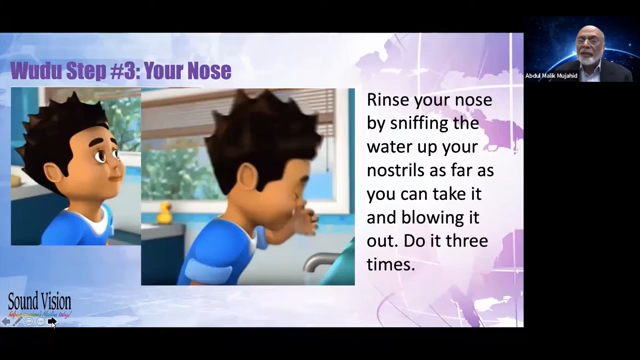 Wudu Step #3: Your Nose
Rinse your nose
by sniffing the
water up your
nostrils as far as
you can take it
and blowing it
out. Do it three
times.
Abdul Malik Mujahid
Sound Vision